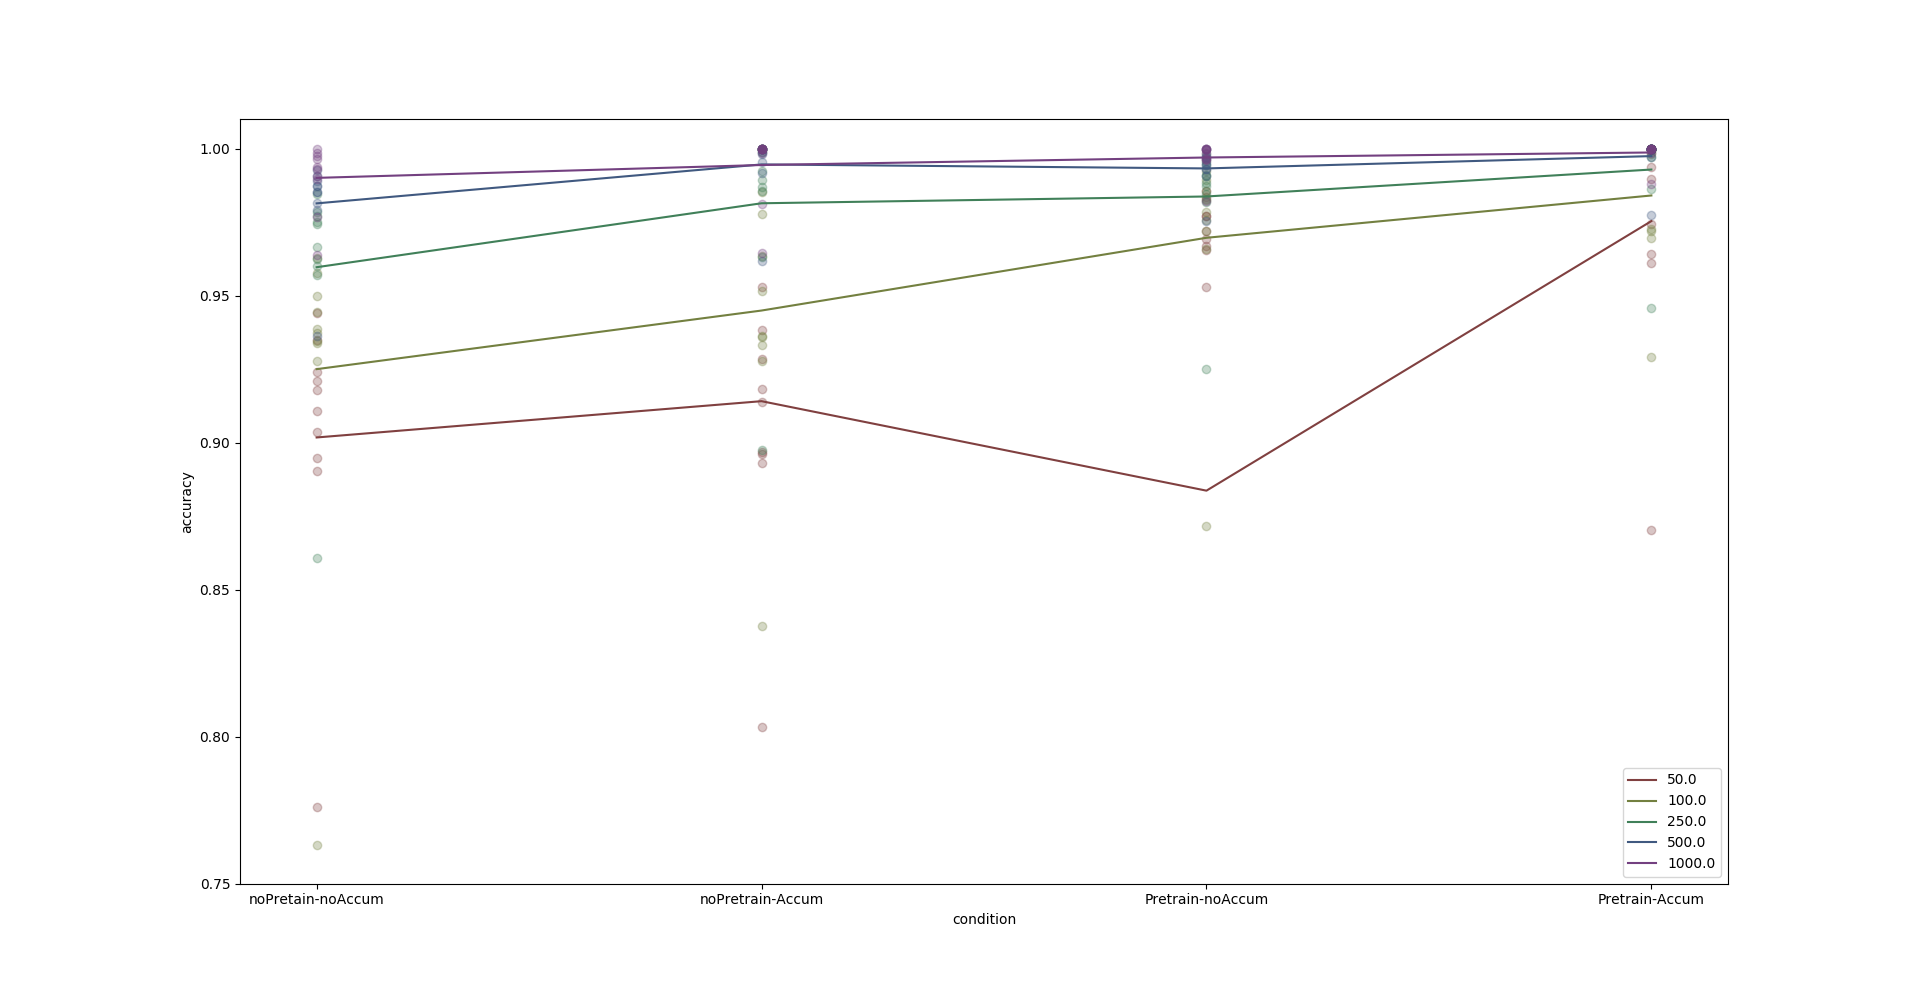 1.00
0.95
0.90
0.85
0.80
0.75
accuracy
noPretain-noAccum
noPretrain-Accum
Pretrain-noAccum
Pretrain-Accum
condition
50.0
100.0
250.0
500.0
1000.0